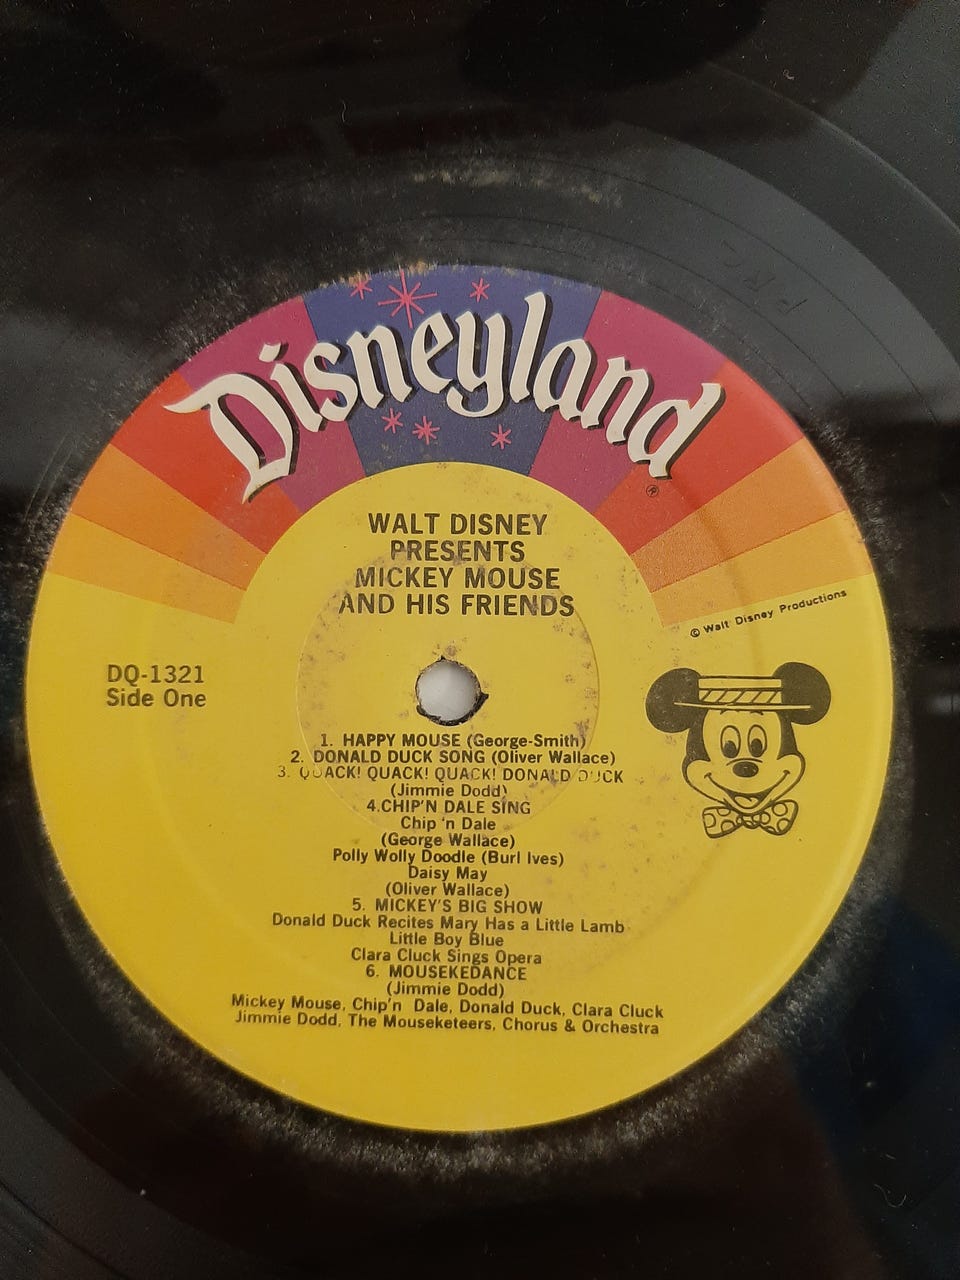 Disneyland
®
WALT DISNEY
PRESENTS
MICKEY MOUSE
AND HIS FRIENDS
© Walt Disney Productions
DQ-1321
Side One
1. HAPPY MOUSE (George-Smith)
2. DONALD DUCK SONG (Oliver Wallace)
3. QUACK! QUACK! QUACK! DONALD DUCK
(Jimmie Dodd)
4.CHIP'N DALE SING
Chip 'n Dale
(George Wallace)
Polly Wolly Doodle (Burl Ives)
Daisy May
(Oliver Wallace)
5. MICKEY'S BIG SHOW
Donald Duck Recites Mary Has a Little Lamb
Little Boy Blue
Clara Cluck Sings Opera
6. MOUSEKEDANCE
(Jimmie Dodd)
Mickey Mouse, Chip'n Dale, Donald Duck, Clara Cluck
Jimmie Dodd, The Mouseketeers, Chorus & Orchestra